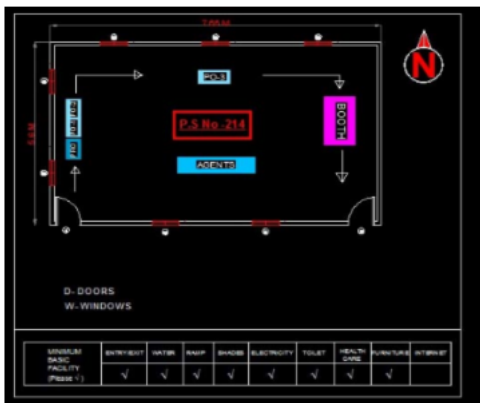 N
PO-3
BOOTH
P.S No -214
AGENTS
D-DOORS
W-WINDOWS
MINIMUM BASIC FACILITY (Please √)
ENTRY/EXIT
WATER
RAMP
SHADES
ELECTRICITY
TOILET
HEALTH CARE
FURNITURE
INTERNET
√ √ √ √ √ √ √ √